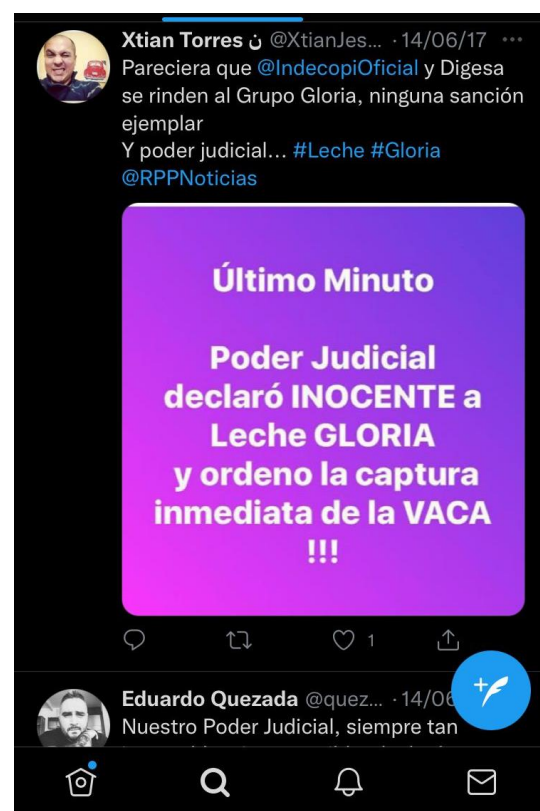 Xtian Torres ن @XtianJes... · 14/06/17 ···
Pareciera que @IndecopiOficial y Digesa
se rinden al Grupo Gloria, ninguna sanción
ejemplar
Y poder judicial... #Leche #Gloria
@RPPNoticias
Último Minuto
Poder Judicial
declaró INOCENTE a
Leche GLORIA
y ordeno la captura
inmediata de la VACA
!!!
1
Eduardo Quezada @quez... · 14/06
Nuestro Poder Judicial, siempre tan